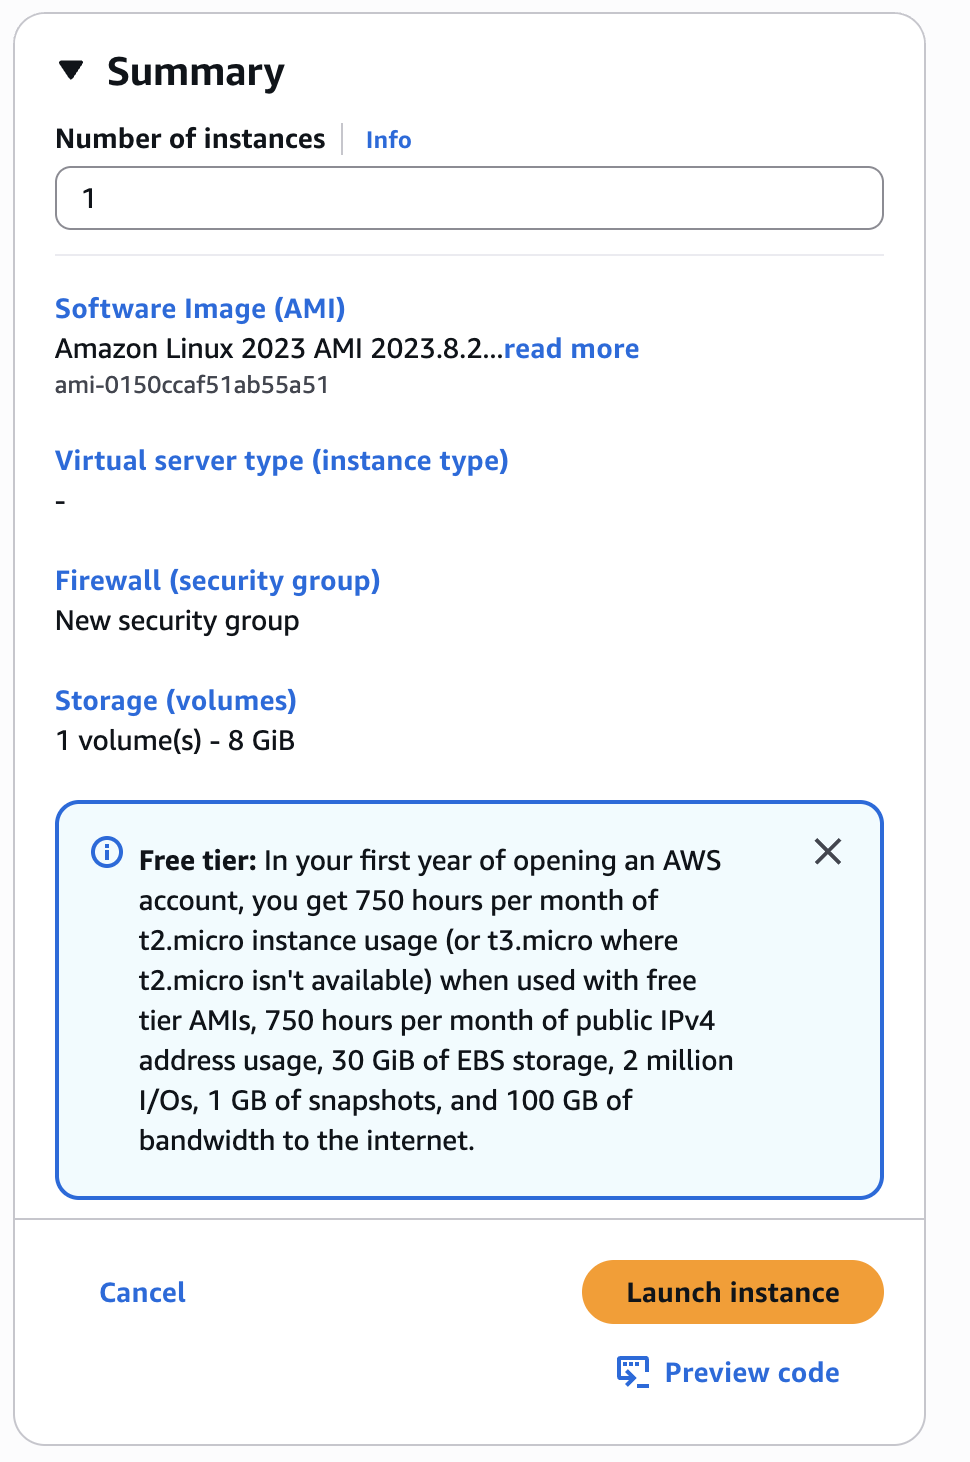 Summary
Number of instances Info
1
Software Image (AMI)
Amazon Linux 2023 AMI 2023.8.2...read more
ami-0150ccaf51ab55a51
Virtual server type (instance type)
-
Firewall (security group)
New security group
Storage (volumes)
1 volume(s) - 8 GiB
Free tier: In your first year of opening an AWS
account, you get 750 hours per month of
t2.micro instance usage (or t3.micro where
t2.micro isn't available) when used with free
tier AMIs, 750 hours per month of public IPv4
address usage, 30 GiB of EBS storage, 2 million
I/Os, 1 GB of snapshots, and 100 GB of
bandwidth to the internet.
Cancel
Launch instance
Preview code